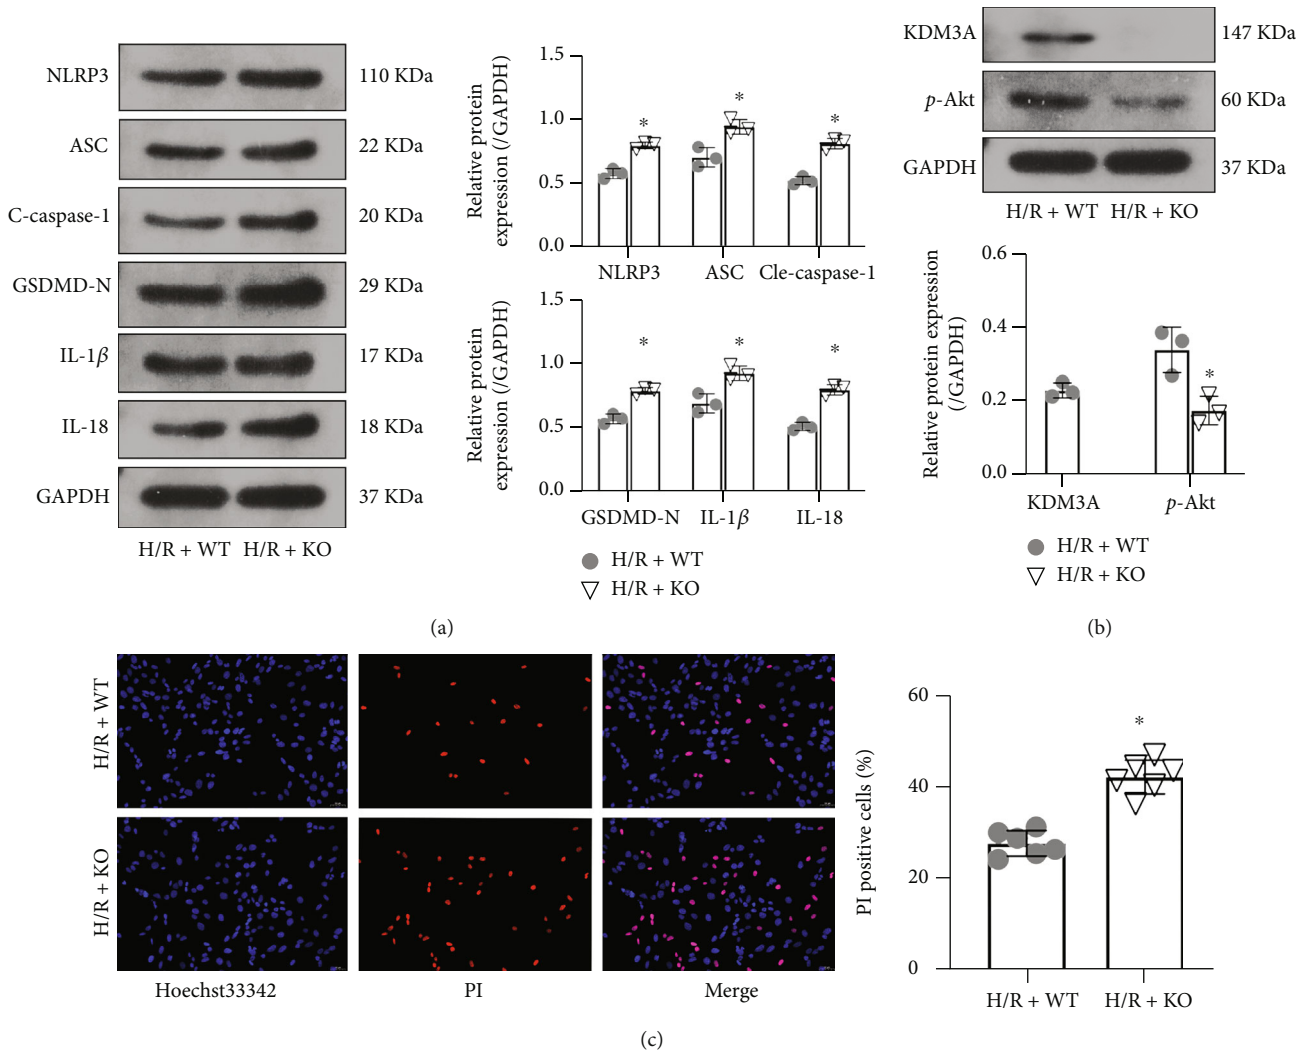 NLRP3
110 KDa
ASC
22 KDa
C-caspase-1
20 KDa
GSDMD-N
29 KDa
IL-1β
17 KDa
IL-18
18 KDa
GAPDH
37 KDa
H/R + WT H/R + KO
Relative protein
expression (/GAPDH)
1.5
1.0
0.5
0.0
* * *
NLRP3 ASC Cle-caspase-1
Relative protein
expression (/GAPDH)
1.5
1.0
0.5
0.0
* * *
GSDMD-N IL-1β IL-18
H/R + WT
H/R + KO
(a)
KDM3A
147 KDa
p-Akt
60 KDa
GAPDH
37 KDa
H/R + WT H/R + KO
Relative protein expression
(/GAPDH)
0.6
0.4
0.2
0.0
*
KDM3A p-Akt
H/R + WT
H/R + KO
(b)
H/R + WT
H/R + KO
Hoechst33342 PI Merge
PI positive cells (%)
60
40
20
0
*
H/R + WT H/R + KO
(c)